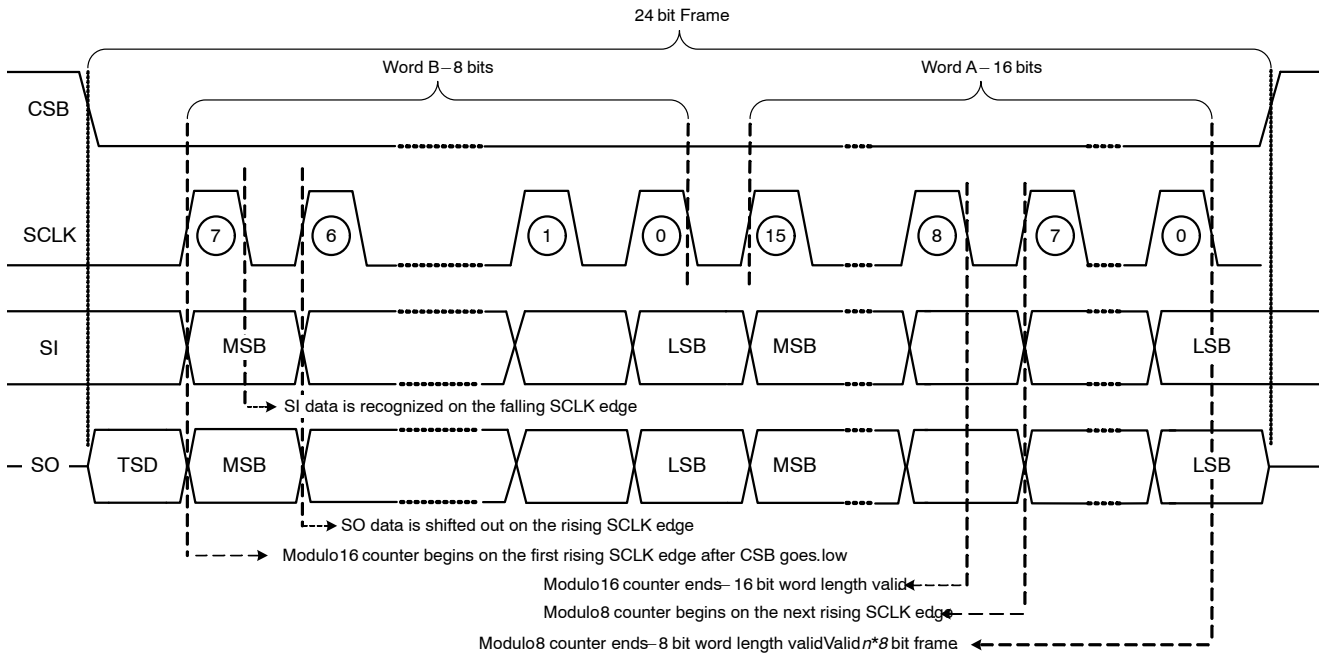 24 bit Frame
Word B–8 bits
Word A–16 bits
CSB
SCLK
7
6
1
0
15
8
7
0
SI
MSB
LSB
MSB
LSB
SI data is recognized on the falling SCLK edge
SO
TSD
MSB
LSB
MSB
LSB
SO data is shifted out on the rising SCLK edge
Modulo16 counter begins on the first rising SCLK edge after CSB goes.low
Modulo16 counter ends– 16 bit word length valid
Modulo8 counter begins on the next rising SCLK edge
Modulo8 counter ends–8 bit word length validValid n*8 bit frame.